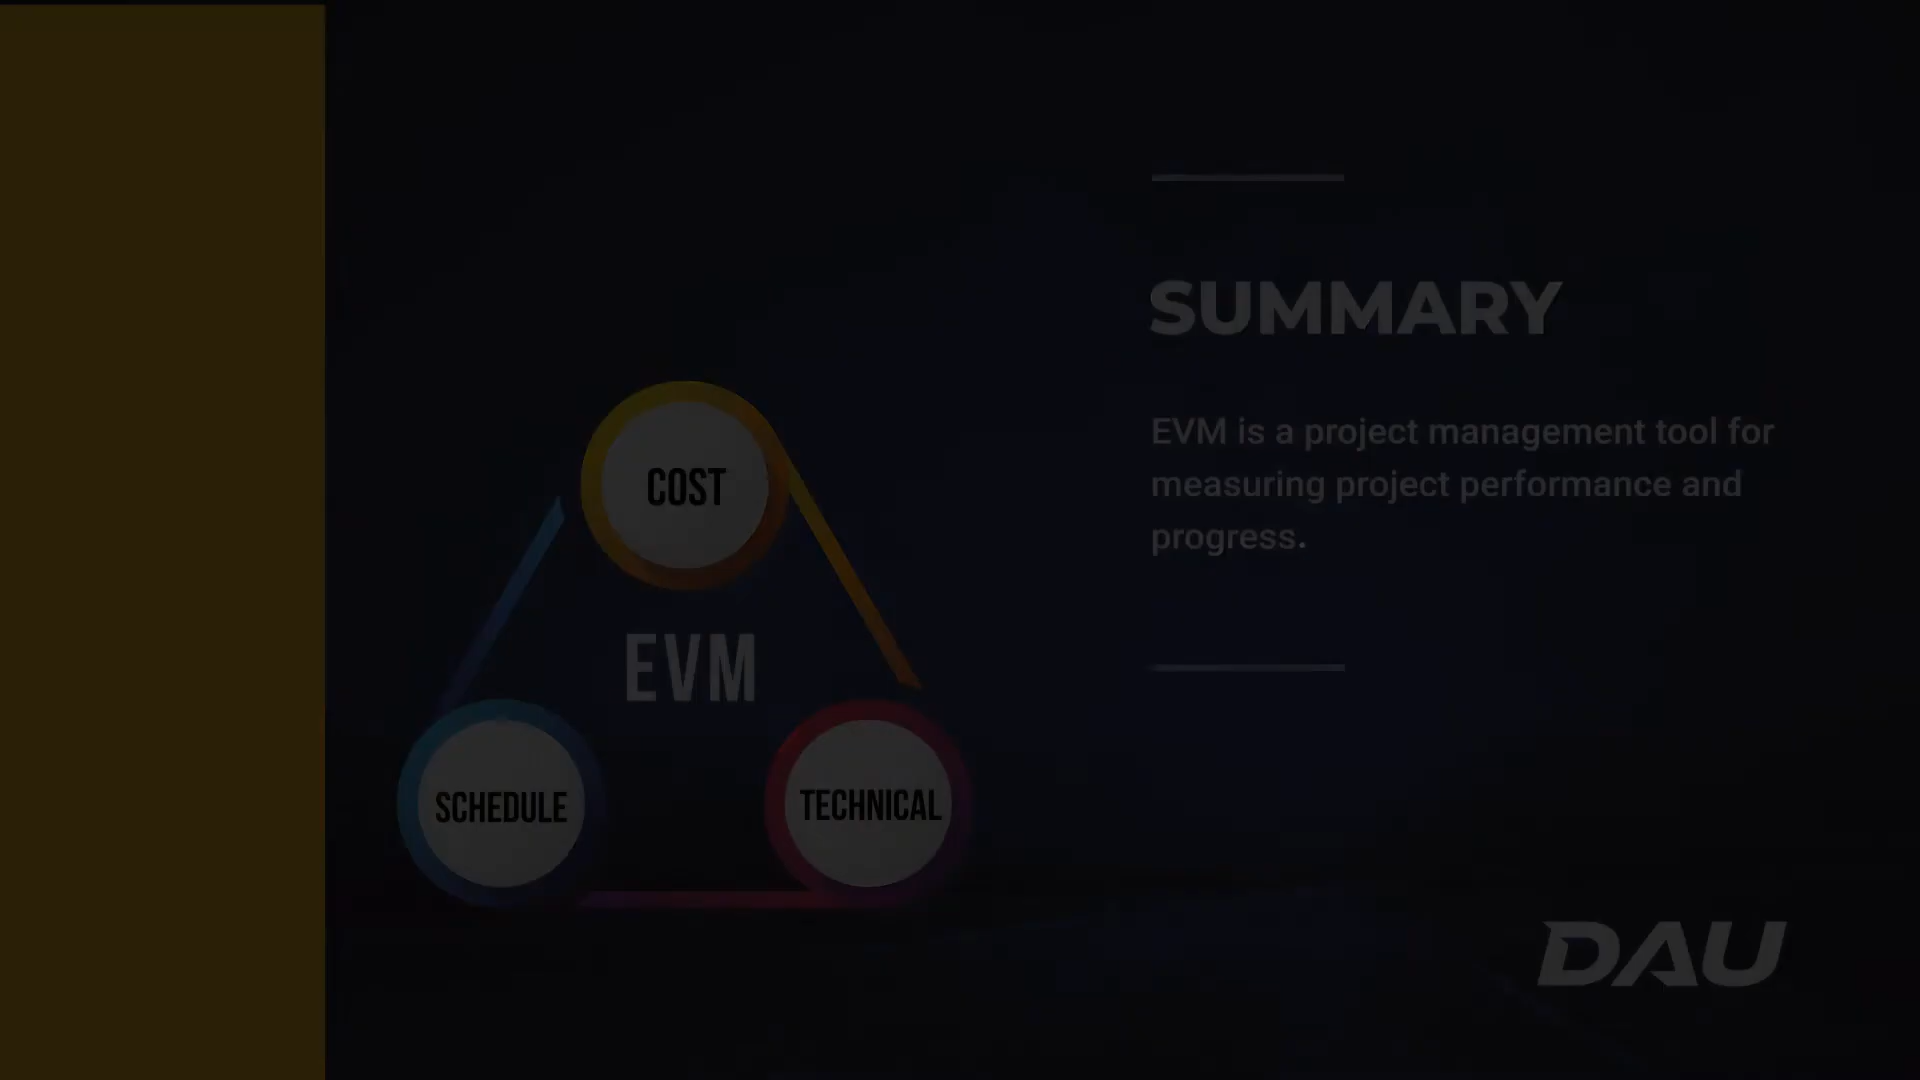 COST
EVM
SCHEDULE
TECHNICAL
SUMMARY
EVM is a project management tool for
measuring project performance and
progress.
DAU